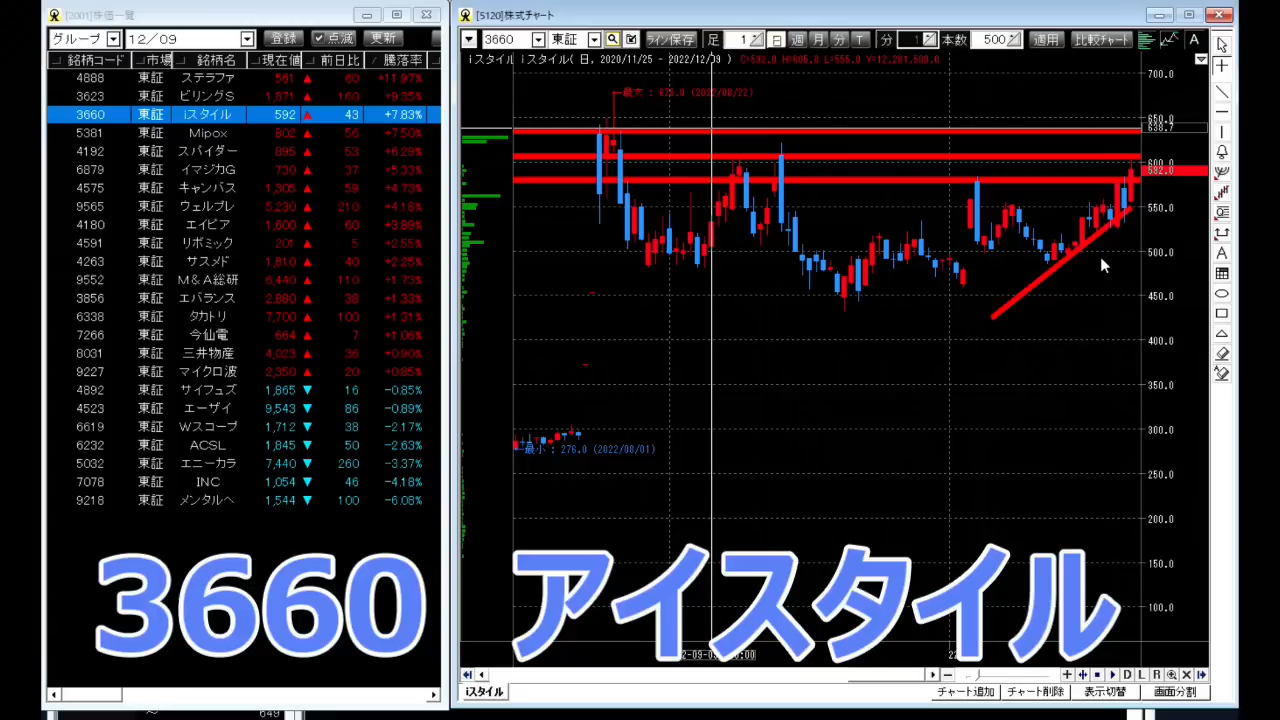 [2001]株価一覧
グループ 12/09 登録 点滅 更新
銘柄コード 市場 銘柄名 現在値 前日比 騰落率
4888 東証 ステラファ 561 ▲ 60 +11.97%
3623 東証 ビリングS 1,871 ▲ 160 +9.35%
3660 東証 iスタイル 592 ▲ 43 +7.83%
5381 東証 Mipox 802 ▲ 56 +7.50%
4192 東証 スパイダー 895 ▲ 53 +6.29%
6879 東証 イマジカG 730 ▲ 37 +5.33%
4575 東証 キャンバス 1,305 ▲ 59 +4.73%
9565 東証 ウェルプレ 5,230 ▲ 210 +4.18%
4180 東証 エイピア 1,600 ▲ 60 +3.89%
4591 東証 リボミック 201 ▲ 5 +2.55%
4263 東証 サスメド 1,810 ▲ 40 +2.25%
9552 東証 M&A総研 6,440 ▲ 110 +1.73%
3856 東証 エバランス 2,880 ▲ 38 +1.33%
6338 東証 タカトリ 7,700 ▲ 100 +1.31%
7266 東証 今仙電 664 ▲ 7 +1.06%
8031 東証 三井物産 4,023 ▲ 36 +0.90%
9227 東証 マイクロ波 2,350 ▲ 20 +0.85%
4892 東証 サイフューズ 1,865 ▼ 16 -0.85%
4523 東証 エーザイ 9,543 ▼ 86 -0.89%
6619 東証 Wスコープ 1,712 ▼ 38 -2.17%
6232 東証 ACSL 1,845 ▼ 50 -2.63%
5032 東証 エニーカラ 7,440 ▼ 260 -3.37%
7078 東証 INC 1,054 ▼ 46 -4.18%
9218 東証 メンタルヘ 1,544 ▼ 100 -6.08%
3660
[5120]株式チャート
3660 東証 ライン保存 足 1 日 週 月 分 T 分 1 本数 500 適用 比較チャート A
iスタイル iスタイル( 日, 2020/11/25 - 2022/12/09 ) C=592.0 H=605.0 L=555.0 V=12,281,500.0
700.0
最大 : 675.0 (2022/08/22)
650.0
638.7
600.0
592.0
550.0
500.0
450.0
400.0
350.0
300.0
最小 : 276.0 (2022/08/01)
250.0
200.0
150.0
100.0
アイスタイル
D L R
iスタイル チャート追加 チャート削除 表示切替 画面分割
649